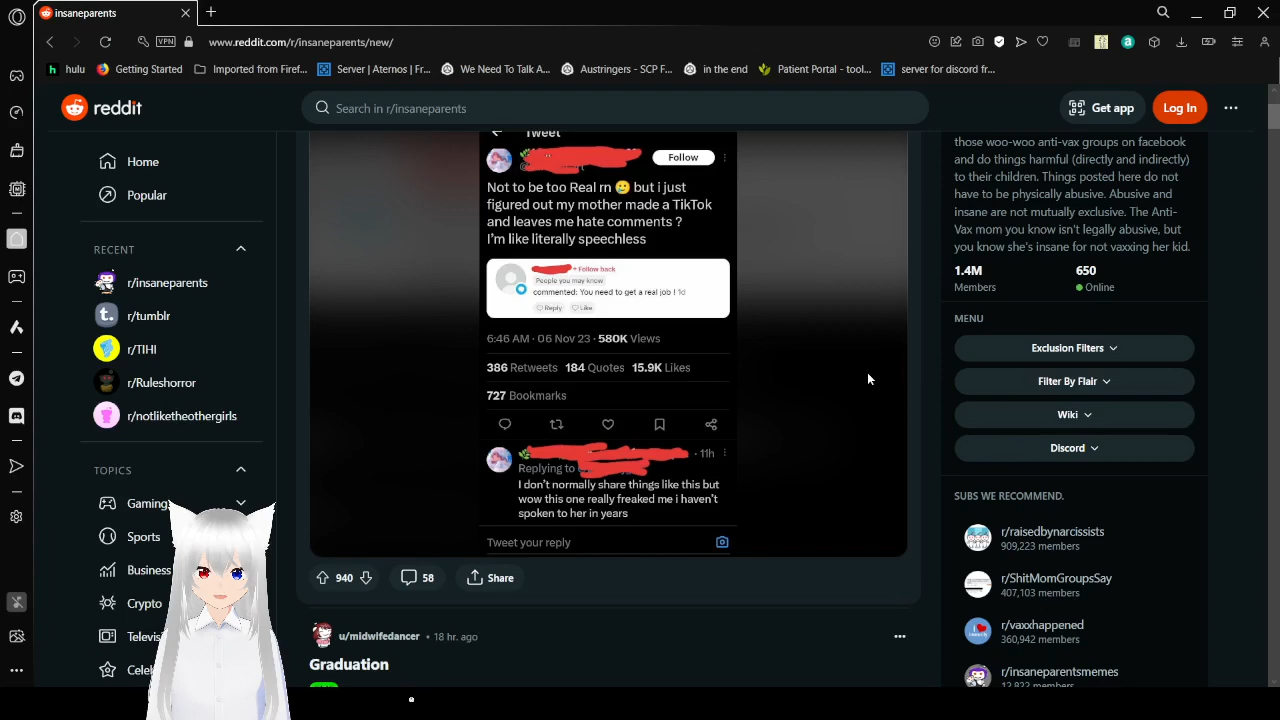 insaneparents
VPN
www.reddit.com/r/insaneparents/new/
hulu
Getting Started
Imported from Firef...
Server | Aternos | Fr...
We Need To Talk A...
Austringers - SCP F...
in the end
Patient Portal - tool...
server for discord fr...
reddit
Search in r/insaneparents
Get app
Log In
Home
Popular
RECENT
r/insaneparents
r/tumblr
r/TIHI
r/Ruleshorror
r/notliketheothergirls
TOPICS
Gaming
Sports
Business
Crypto
Televisi
Celeb
Tweet
Follow
Not to be too Real rn 🥲 but i just
figured out my mother made a TikTok
and leaves me hate comments ?
I'm like literally speechless
• Follow back
People you may know
commented: You need to get a real job ! 1d
Reply
Like
6:46 AM · 06 Nov 23 · 580K Views
386 Retweets 184 Quotes 15.9K Likes
727 Bookmarks
· 11h
Replying to
I don't normally share things like this but
wow this one really freaked me i haven't
spoken to her in years
Tweet your reply
940
58
Share
u/midwifedancer • 18 hr. ago
Graduation
those woo-woo anti-vax groups on facebook
and do things harmful (directly and indirectly)
to their children. Things posted here do not
have to be physically abusive. Abusive and
insane are not mutually exclusive. The Anti-
Vax mom you know isn't legally abusive, but
you know she's insane for not vaxxing her kid.
1.4M 650
Members Online
MENU
Exclusion Filters
Filter By Flair
Wiki
Discord
SUBS WE RECOMMEND.
r/raisedbynarcissists
909,223 members
r/ShitMomGroupsSay
407,103 members
r/vaxxhappened
360,942 members
r/insaneparentsmemes
12,822 members